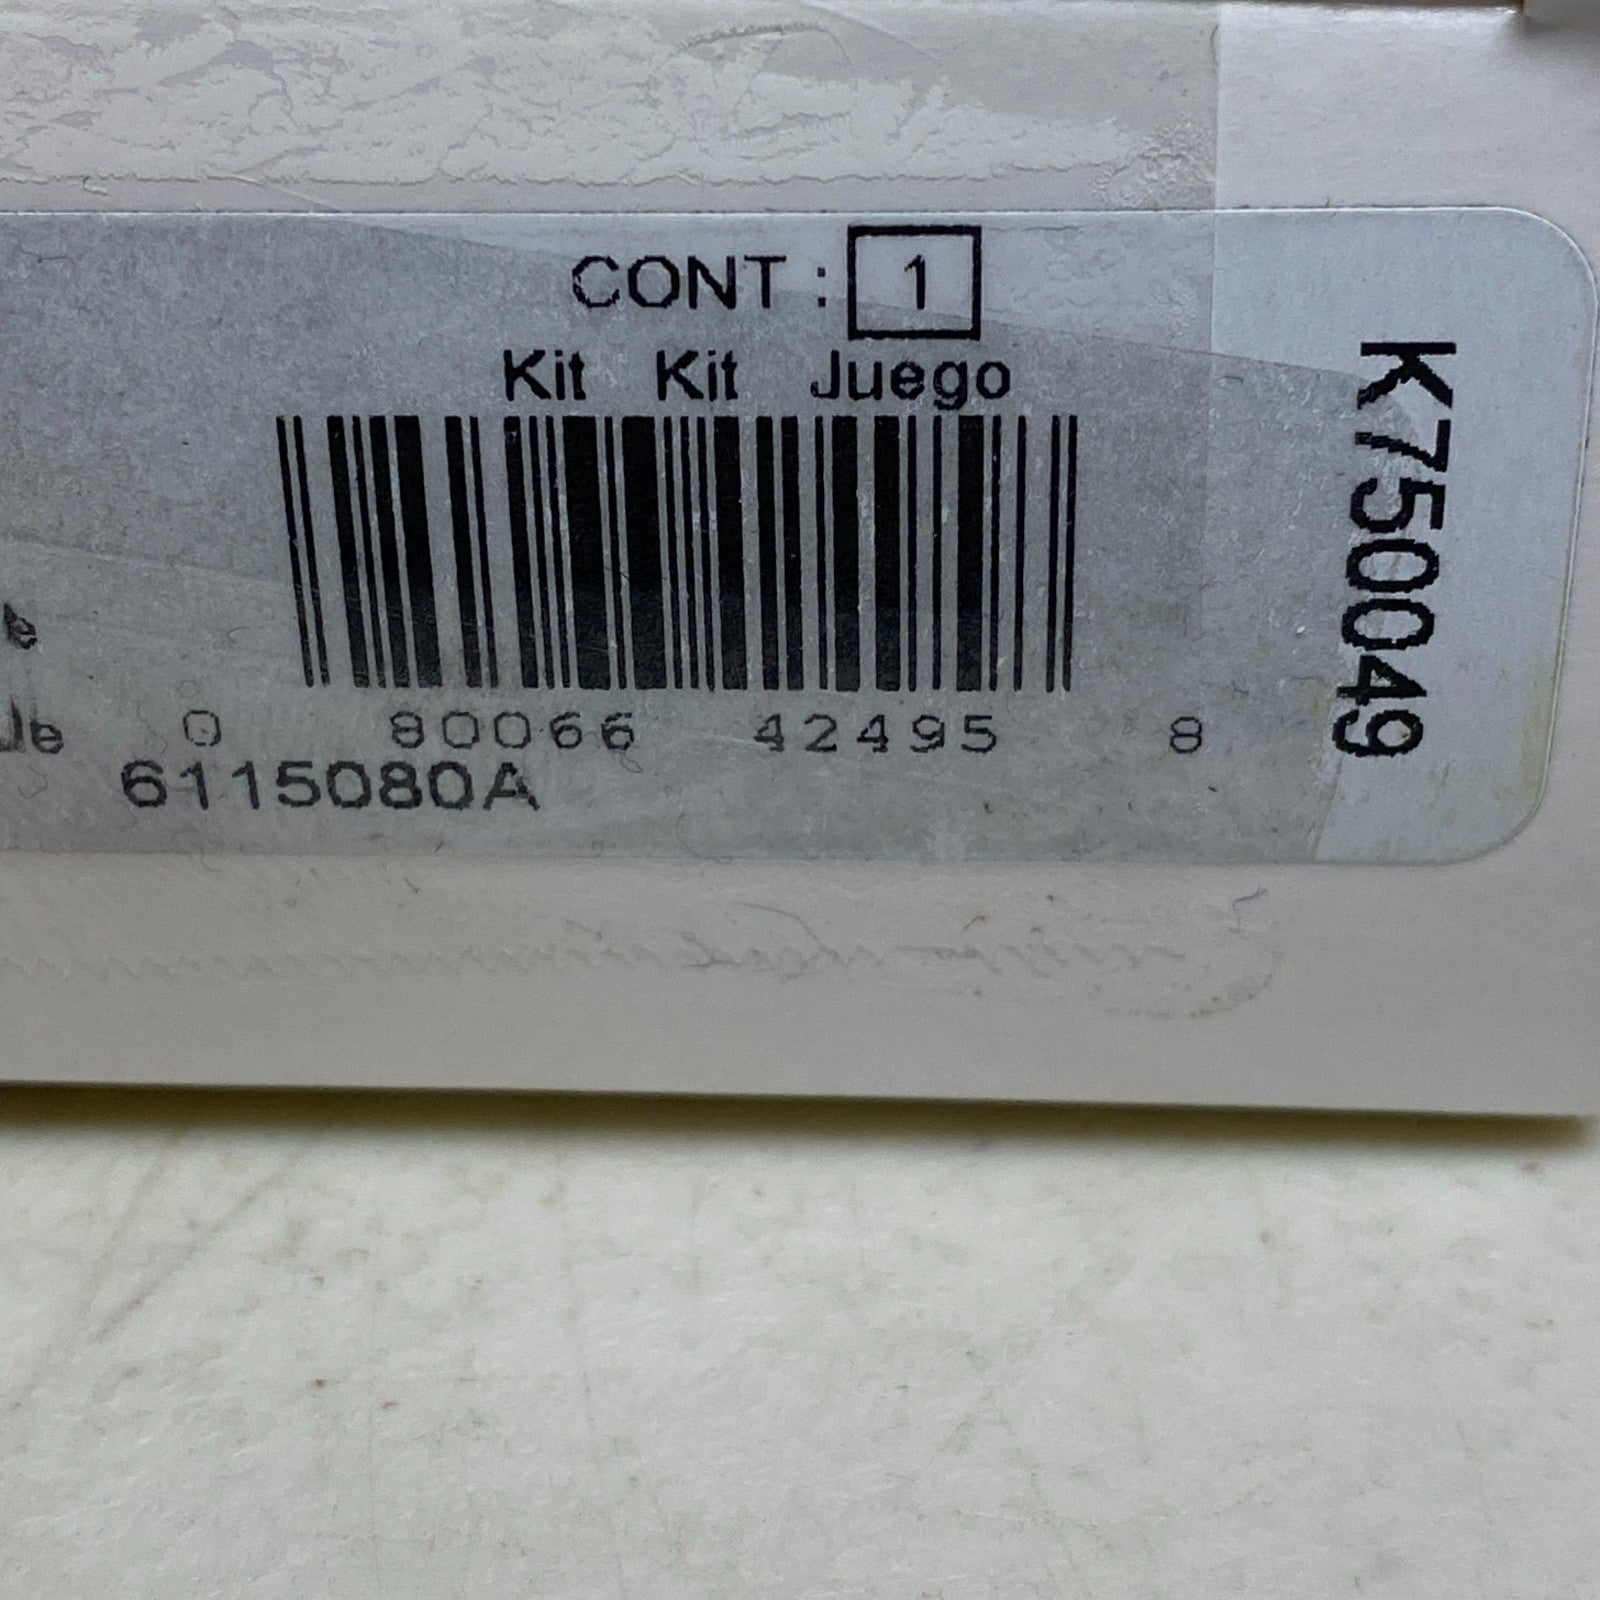 CONT : 1
Kit Kit Juego
0 80066 42495 8
6115080A
K750049